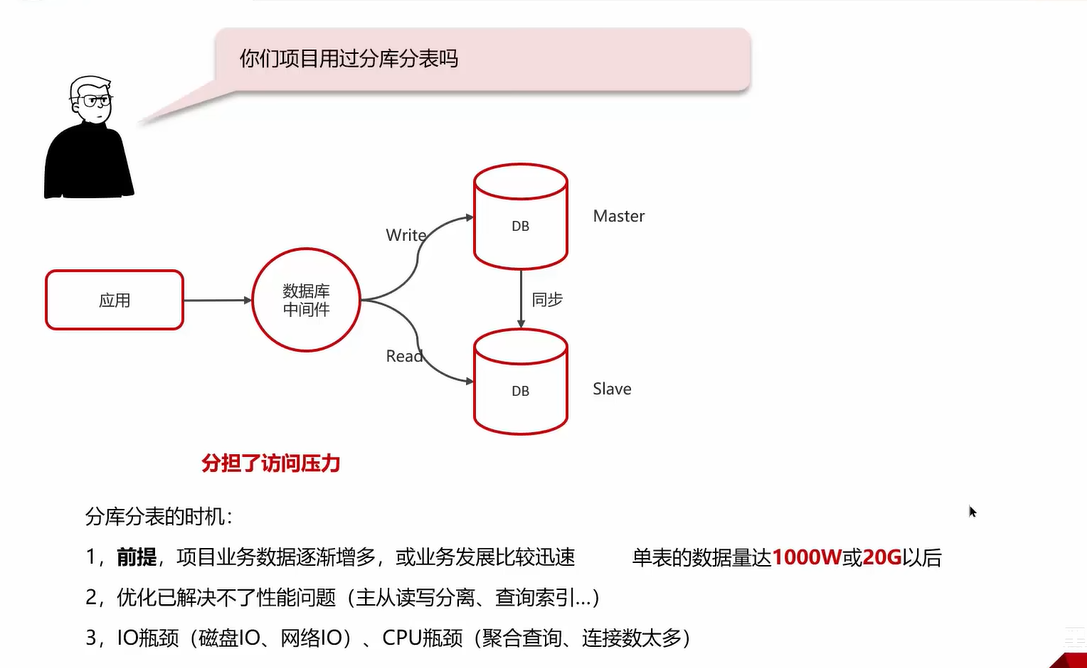 你们项目用过分库分表吗
DB
Master
Write
应用
数据库
中间件
同步
Read
DB
Slave
分担了访问压力
分库分表的时机：
1，前提，项目业务数据逐渐增多，或业务发展比较迅速 单表的数据量达1000W或20G以后
2，优化已解决不了性能问题（主从读写分离、查询索引…）
3，IO瓶颈（磁盘IO、网络IO）、CPU瓶颈（聚合查询、连接数太多）